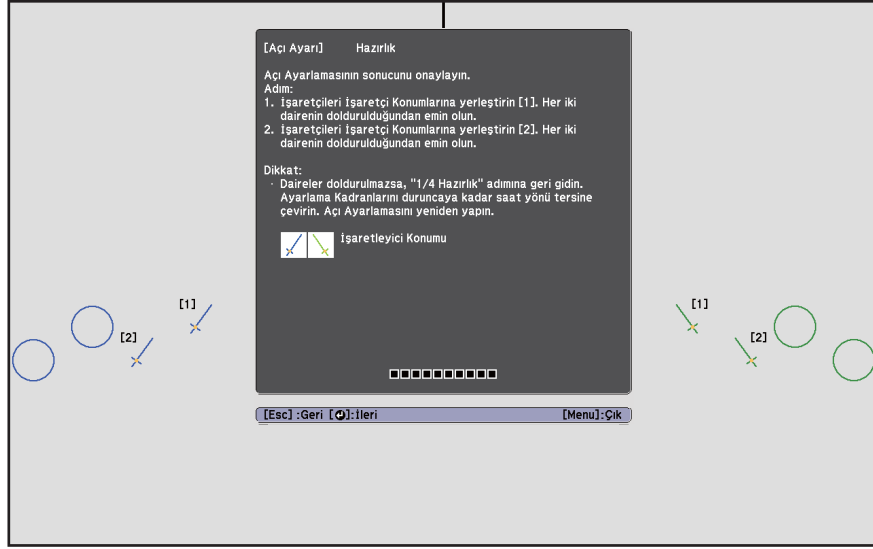 [Açı Ayarı] Hazırlık
Açı Ayarlamasının sonucunu onaylayın.
Adım:
1. İşaretçileri İşaretçi Konumlarına yerleştirin [1]. Her iki
dairenin doldurulduğundan emin olun.
2. İşaretçileri İşaretçi Konumlarına yerleştirin [2]. Her iki
dairenin doldurulduğundan emin olun.
Dikkat:
· Daireler doldurulmazsa, "1/4 Hazırlık" adımına geri gidin.
Ayarlama Kadranlarını duruncaya kadar saat yönü tersine
çevirin. Açı Ayarlamasını yeniden yapın.
İşaretleyici Konumu
[1]
[2]
[1]
[2]
[Esc] :Geri [↵]:İleri [Menu]:Çık